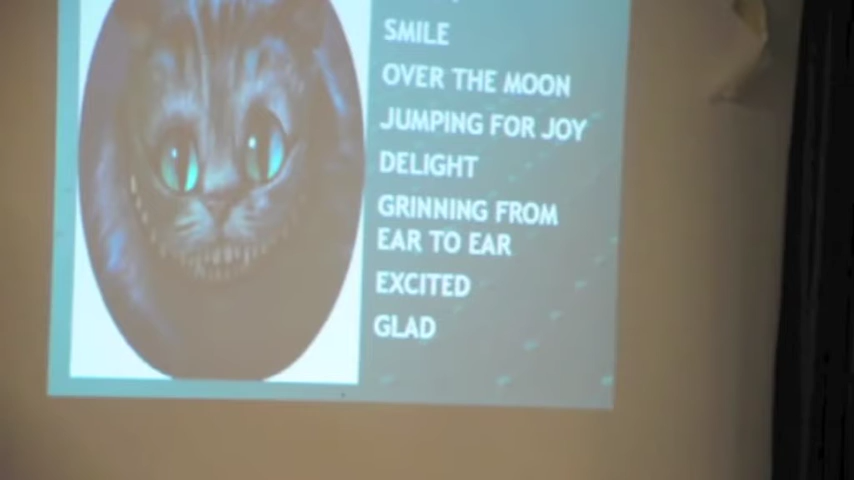 SMILE
OVER THE MOON
JUMPING FOR JOY
DELIGHT
GRINNING FROM
EAR TO EAR
EXCITED
GLAD